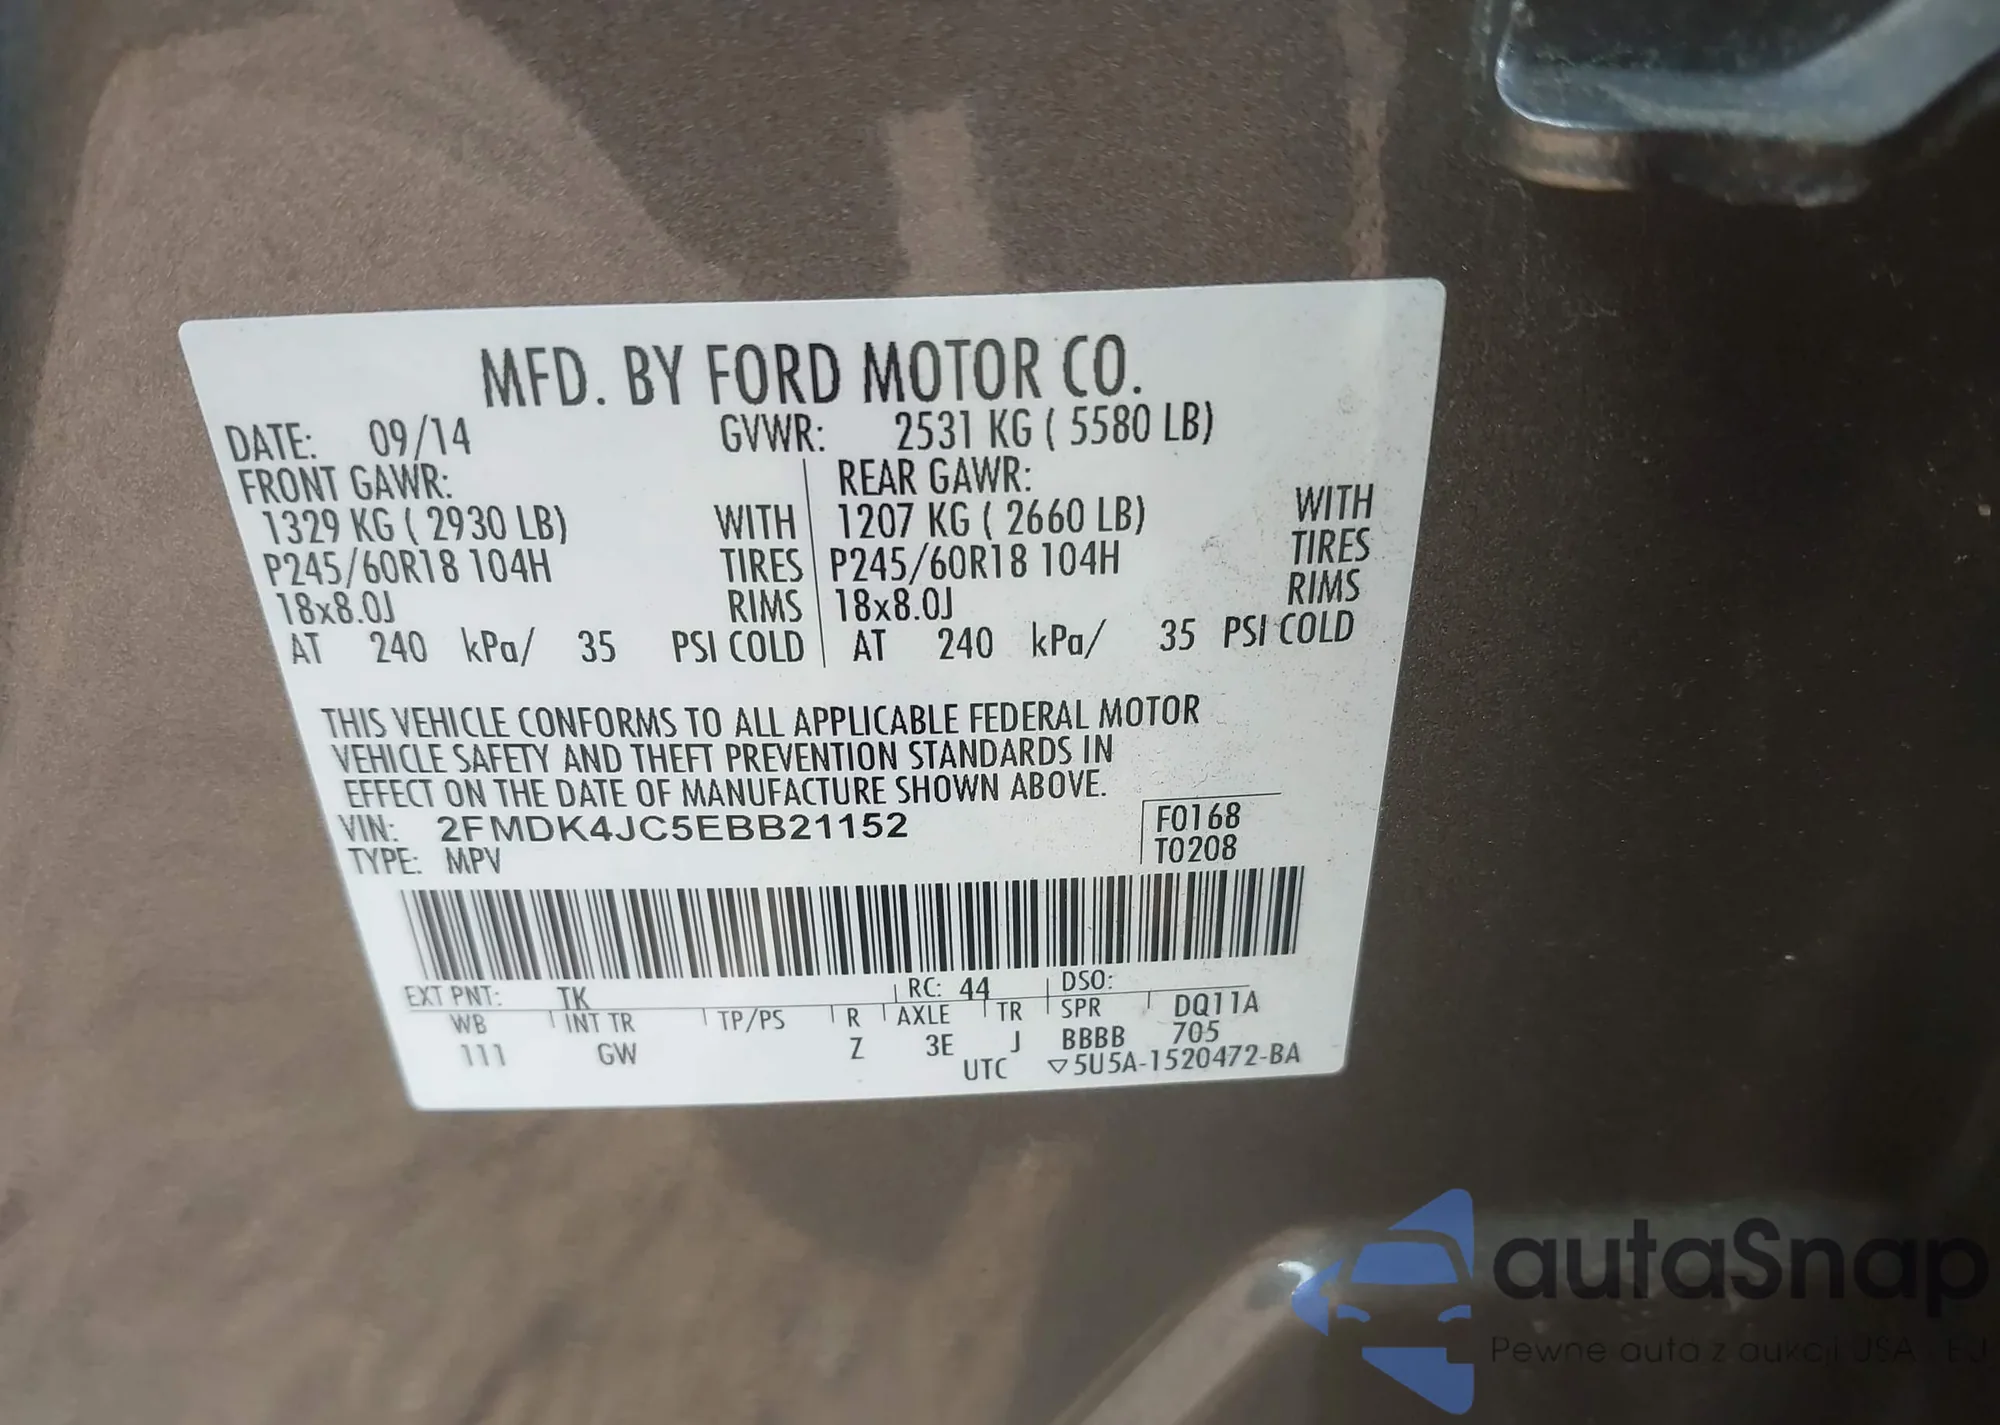 MFD. BY FORD MOTOR CO.
DATE: 09/14 GVWR: 2531 KG ( 5580 LB)
FRONT GAWR: REAR GAWR:
1329 KG ( 2930 LB) WITH 1207 KG ( 2660 LB) WITH
P245/60R18 104H TIRES P245/60R18 104H TIRES
18x8.0J RIMS 18x8.0J RIMS
AT 240 kPa/ 35 PSI COLD AT 240 kPa/ 35 PSI COLD
THIS VEHICLE CONFORMS TO ALL APPLICABLE FEDERAL MOTOR
VEHICLE SAFETY AND THEFT PREVENTION STANDARDS IN
EFFECT ON THE DATE OF MANUFACTURE SHOWN ABOVE.
VIN: 2FMDK4JC5EBB21152 F0168
TYPE: MPV T0208
EXT PNT: TK RC: 44 DSO:
WB INT TR TP/PS R AXLE TR SPR DQ11A
111 GW Z 3E J BBBB 705
UTC ▽5U5A-1520472-BA
autaSnap
Pewne auta z aukcji USA